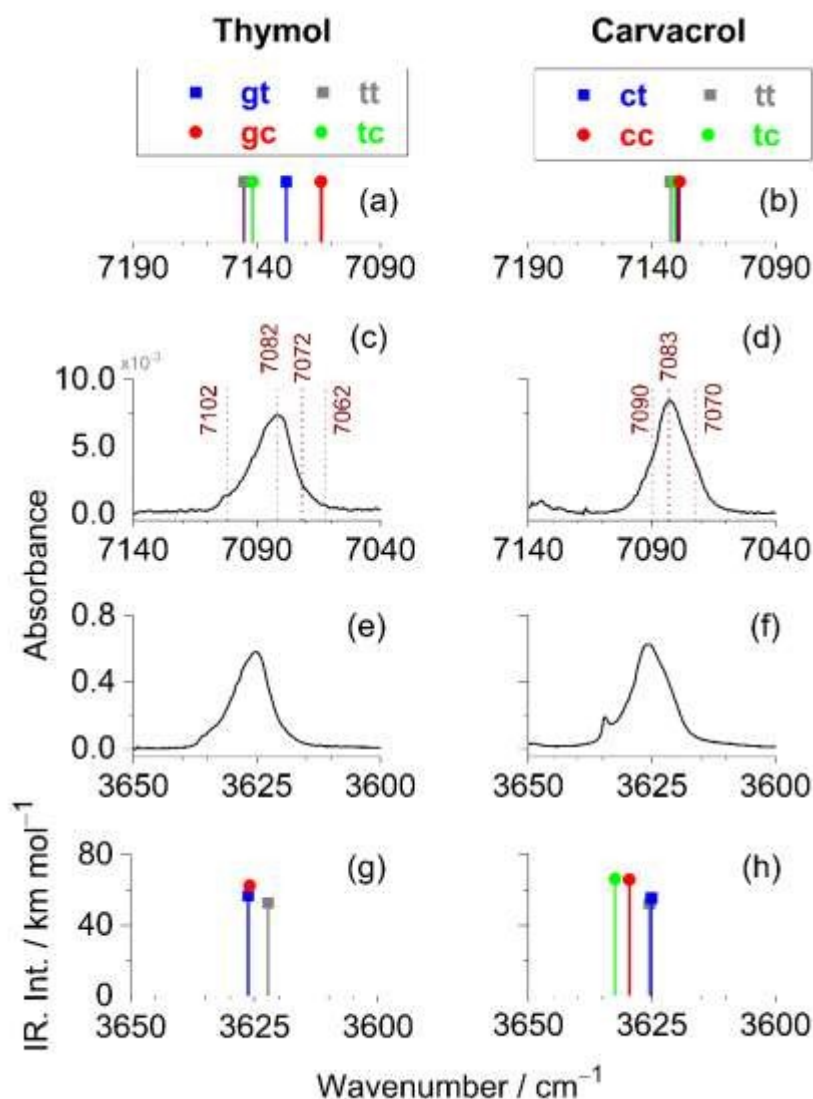 Thymol Carvacrol
gt tt ct tt
gc tc cc tc
(a) (b)
7190 7140 7090 7190 7140 7090
(c) (d)
×10⁻³
7102 7082 7072 7062 7090 7083 7070
10.0
5.0
0.0
7140 7090 7040 7140 7090 7040
Absorbance
(e) (f)
0.8
0.4
0.0
3650 3625 3600 3650 3625 3600
(g) (h)
IR. Int. / km mol⁻¹
80
40
0
3650 3625 3600 3650 3625 3600
Wavenumber / cm⁻¹